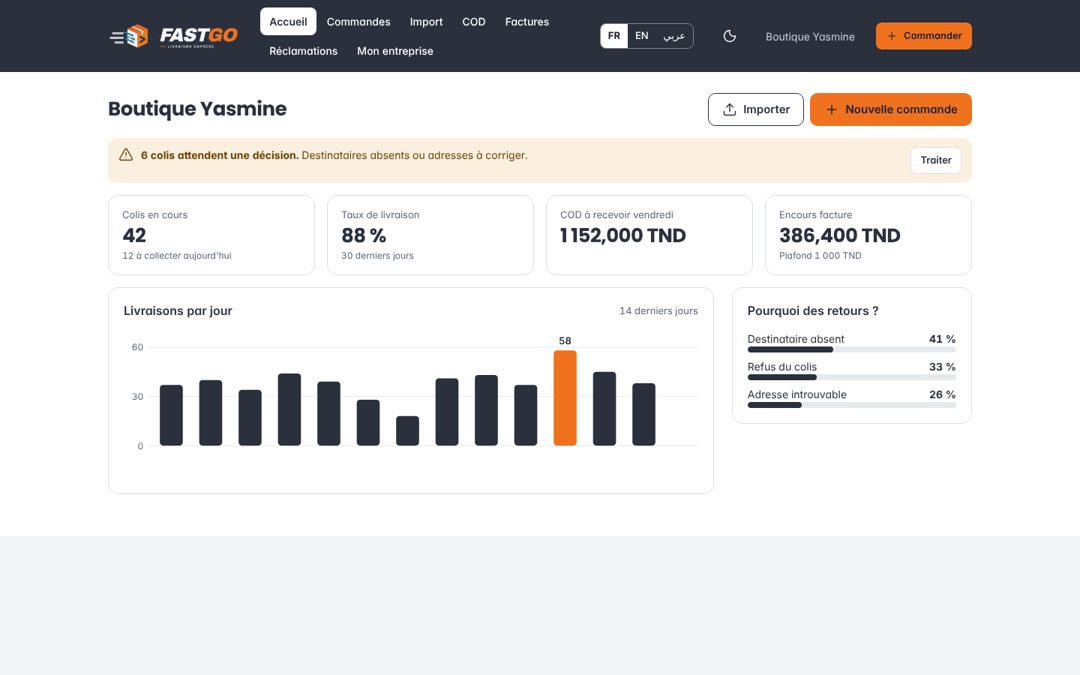 FASTGO
LIVRAISON EXPRESS
Accueil Commandes Import COD Factures
Réclamations Mon entreprise
FR EN عربي
Boutique Yasmine
+ Commander
Boutique Yasmine
Importer
+ Nouvelle commande
6 colis attendent une décision. Destinataires absents ou adresses à corriger.
Traiter
Colis en cours
42
12 à collecter aujourd'hui
Taux de livraison
88 %
30 derniers jours
COD à recevoir vendredi
1 152,000 TND
Encours facture
386,400 TND
Plafond 1 000 TND
Livraisons par jour
14 derniers jours
58
60
30
0
Pourquoi des retours ?
Destinataire absent 41 %
Refus du colis 33 %
Adresse introuvable 26 %